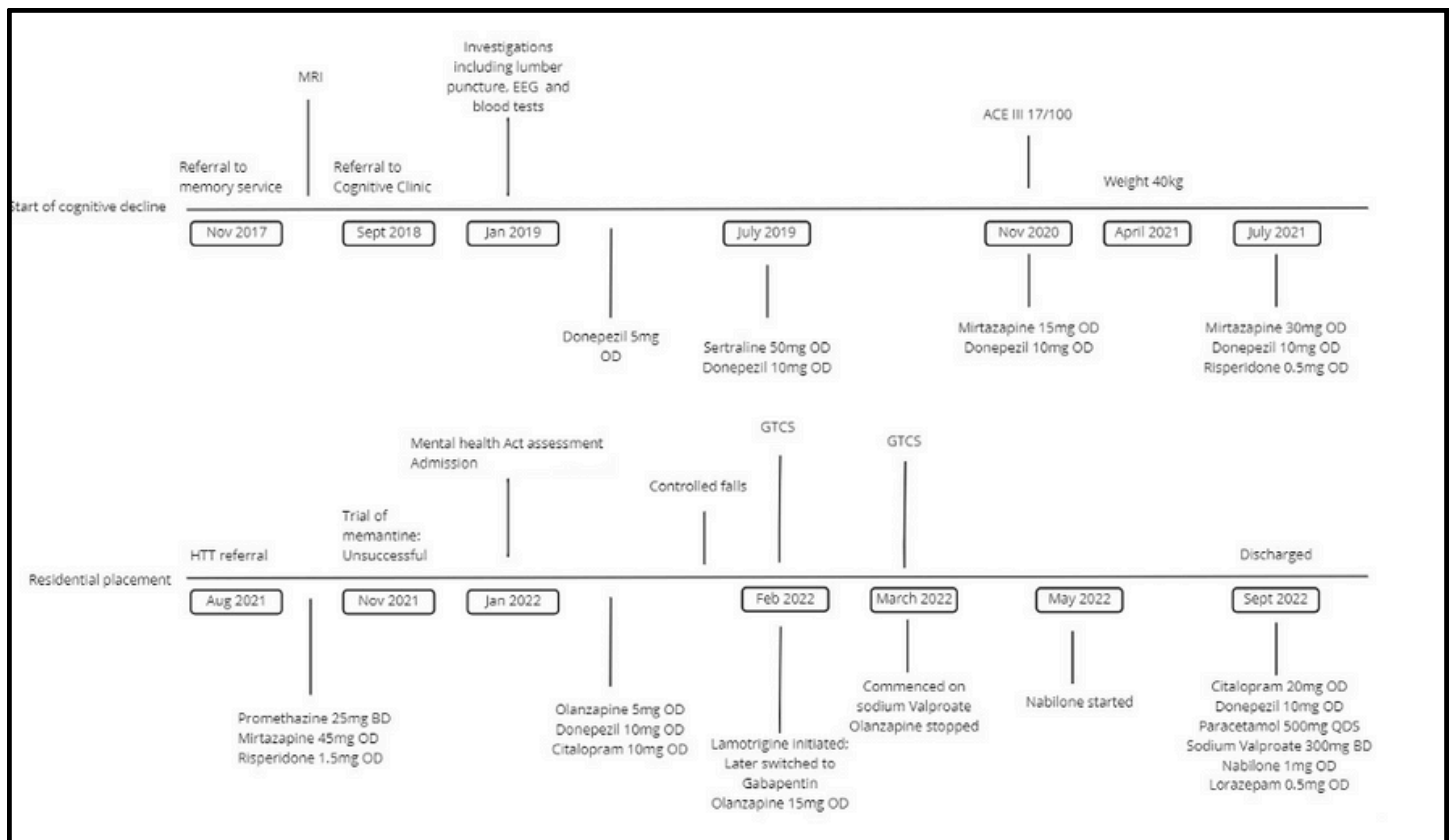 Investigations
including lumber
puncture, EEG and
blood tests
MRI
ACE III 17/100
Referral to
memory service
Referral to
Cognitive Clinic
Weight 40kg
Start of cognitive decline
Nov 2017
Sept 2018
Jan 2019
July 2019
Nov 2020
April 2021
July 2021
Donepezil 5mg
OD
Sertraline 50mg OD
Donepezil 10mg OD
Mirtazapine 15mg OD
Donepezil 10mg OD
Mirtazapine 30mg OD
Donepezil 10mg OD
Risperidone 0.5mg OD
Mental health Act assessment
Admission
GTCS
GTCS
Controlled falls
HTT referral
Trial of
memantine:
Unsuccessful
Discharged
Residential placement
Aug 2021
Nov 2021
Jan 2022
Feb 2022
March 2022
May 2022
Sept 2022
Promethazine 25mg BD
Mirtazapine 45mg OD
Risperidone 1.5mg OD
Olanzapine 5mg OD
Donepezil 10mg OD
Citalopram 10mg OD
Lamotrigine initiated:
Later switched to
Gabapentin
Olanzapine 15mg OD
Commenced on
sodium Valproate
Olanzapine stopped
Nabilone started
Citalopram 20mg OD
Donepezil 10mg OD
Paracetamol 500mg QDS
Sodium Valproate 300mg BD
Nabilone 1mg OD
Lorazepam 0.5mg OD